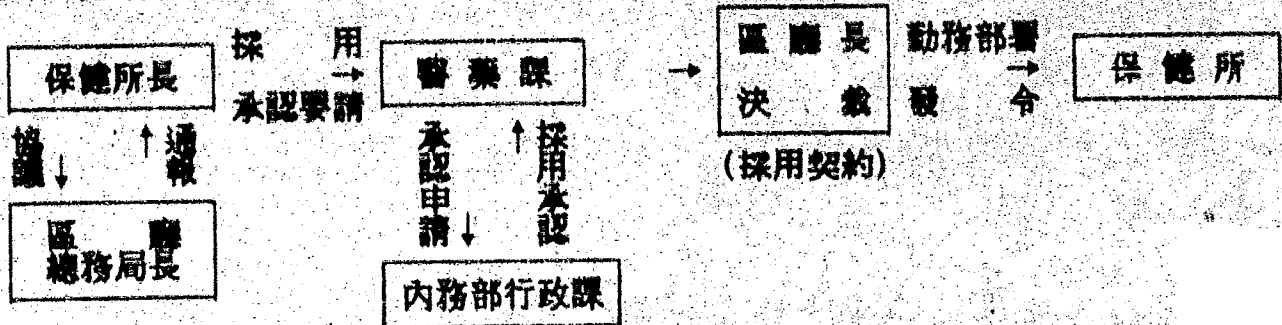 保健所長
採用
→
承認要請
醫藥課
→
區廳長
決裁
(採用契約)
勤務部署
→
發令
保健所
協議↓
↑通報
區廳
總務局長
承認申請↓
↑採用承認
內務部行政課